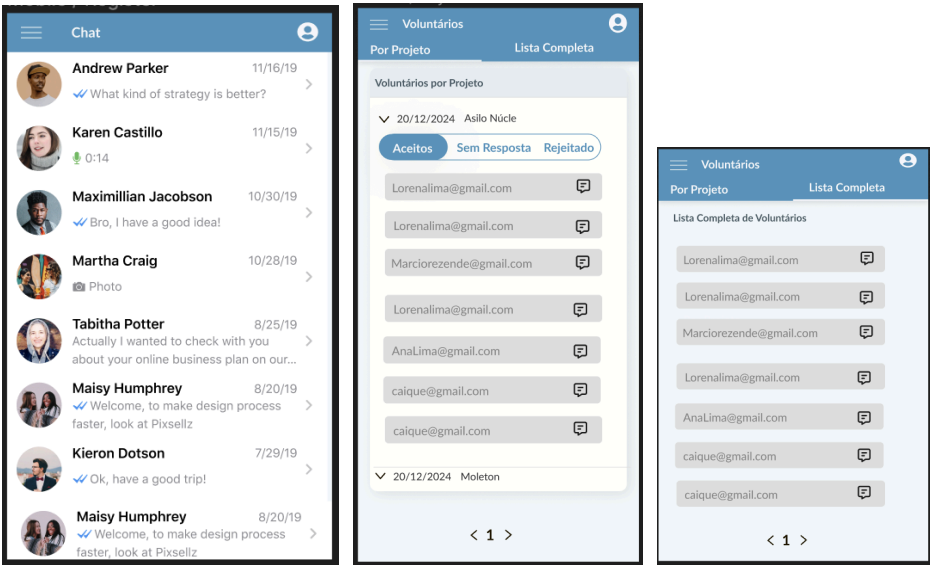 Chat
Andrew Parker 11/16/19
What kind of strategy is better?
Karen Castillo 11/15/19
0:14
Maximillian Jacobson 10/30/19
Bro, I have a good idea!
Martha Craig 10/28/19
Photo
Tabitha Potter 8/25/19
Actually I wanted to check with you
about your online business plan on our...
Maisy Humphrey 8/20/19
Welcome, to make design process
faster, look at Pixsellz
Kieron Dotson 7/29/19
Ok, have a good trip!
Maisy Humphrey 8/20/19
Welcome, to make design process
faster, look at Pixsellz
Voluntários
Por Projeto Lista Completa
Voluntários por Projeto
20/12/2024 Asilo Núcle
Aceitos Sem Resposta Rejeitado
Lorenalima@gmail.com
Lorenalima@gmail.com
Marciorezende@gmail.com
Lorenalima@gmail.com
AnaLima@gmail.com
caique@gmail.com
caique@gmail.com
20/12/2024 Moleton
< 1 >
Voluntários
Por Projeto Lista Completa
Lista Completa de Voluntários
Lorenalima@gmail.com
Lorenalima@gmail.com
Marciorezende@gmail.com
Lorenalima@gmail.com
AnaLima@gmail.com
caique@gmail.com
caique@gmail.com
< 1 >